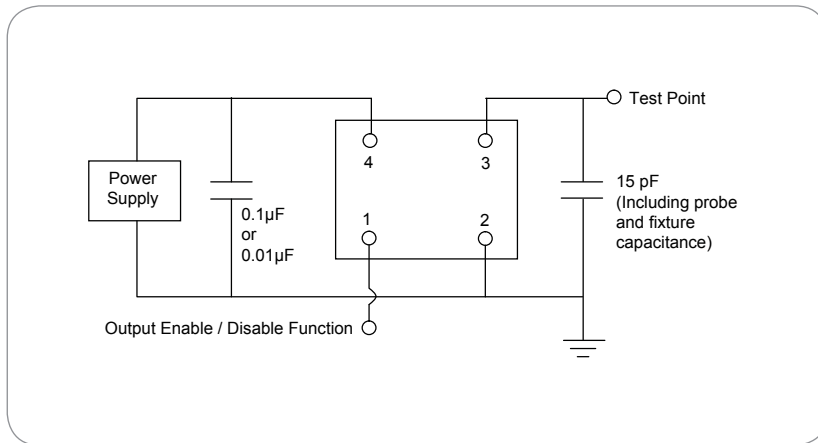 Test Point
4
3
Power
Supply
15 pF
(Including probe
and fixture
capacitance)
0.1µF
or
0.01µF
1
2
Output Enable / Disable Function